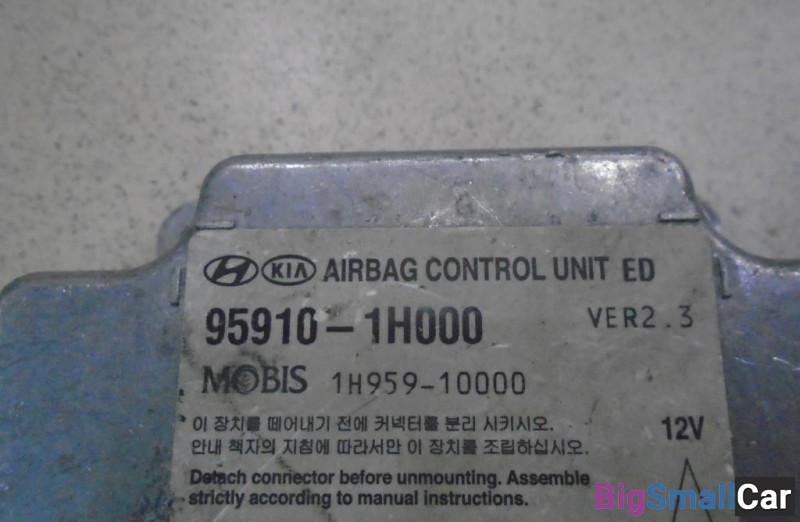 KIA AIRBAG CONTROL UNIT ED
95910-1H000 VER2.3
MOBIS 1H959-10000
이 장치를 떼어내기 전에 커넥터를 분리 시키시오.
안내 책자의 지침에 따라서만 이 장치를 조립하십시오.
12V
Detach connector before unmounting. Assemble
strictly according to manual instructions.
BigSmallCar